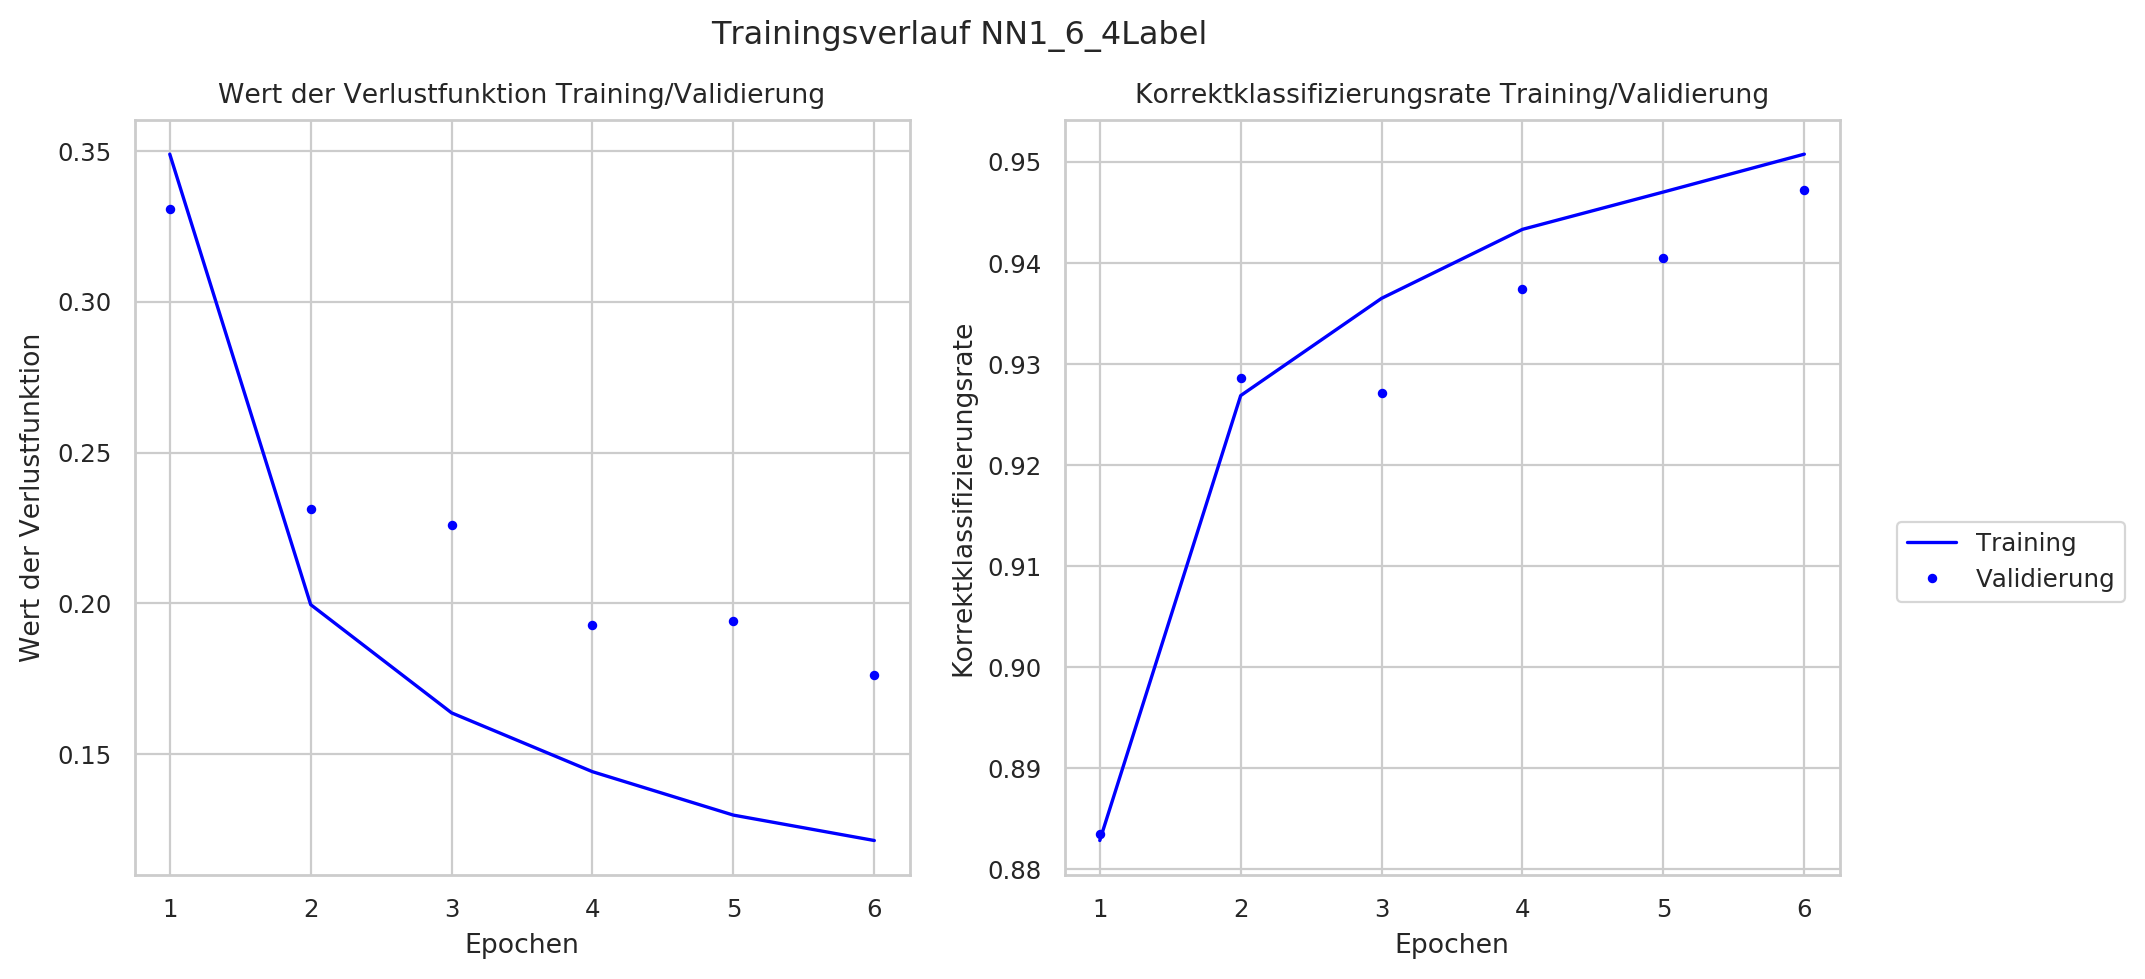 Trainingsverlauf NN1_6_4Label
Wert der Verlustfunktion Training/Validierung
0.35
0.30
0.25
0.20
0.15
Wert der Verlustfunktion
1 2 3 4 5 6
Epochen
Korrektklassifizierungsrate Training/Validierung
0.95
0.94
0.93
0.92
0.91
0.90
0.89
0.88
Korrektklassifizierungsrate
1 2 3 4 5 6
Epochen
Training
Validierung